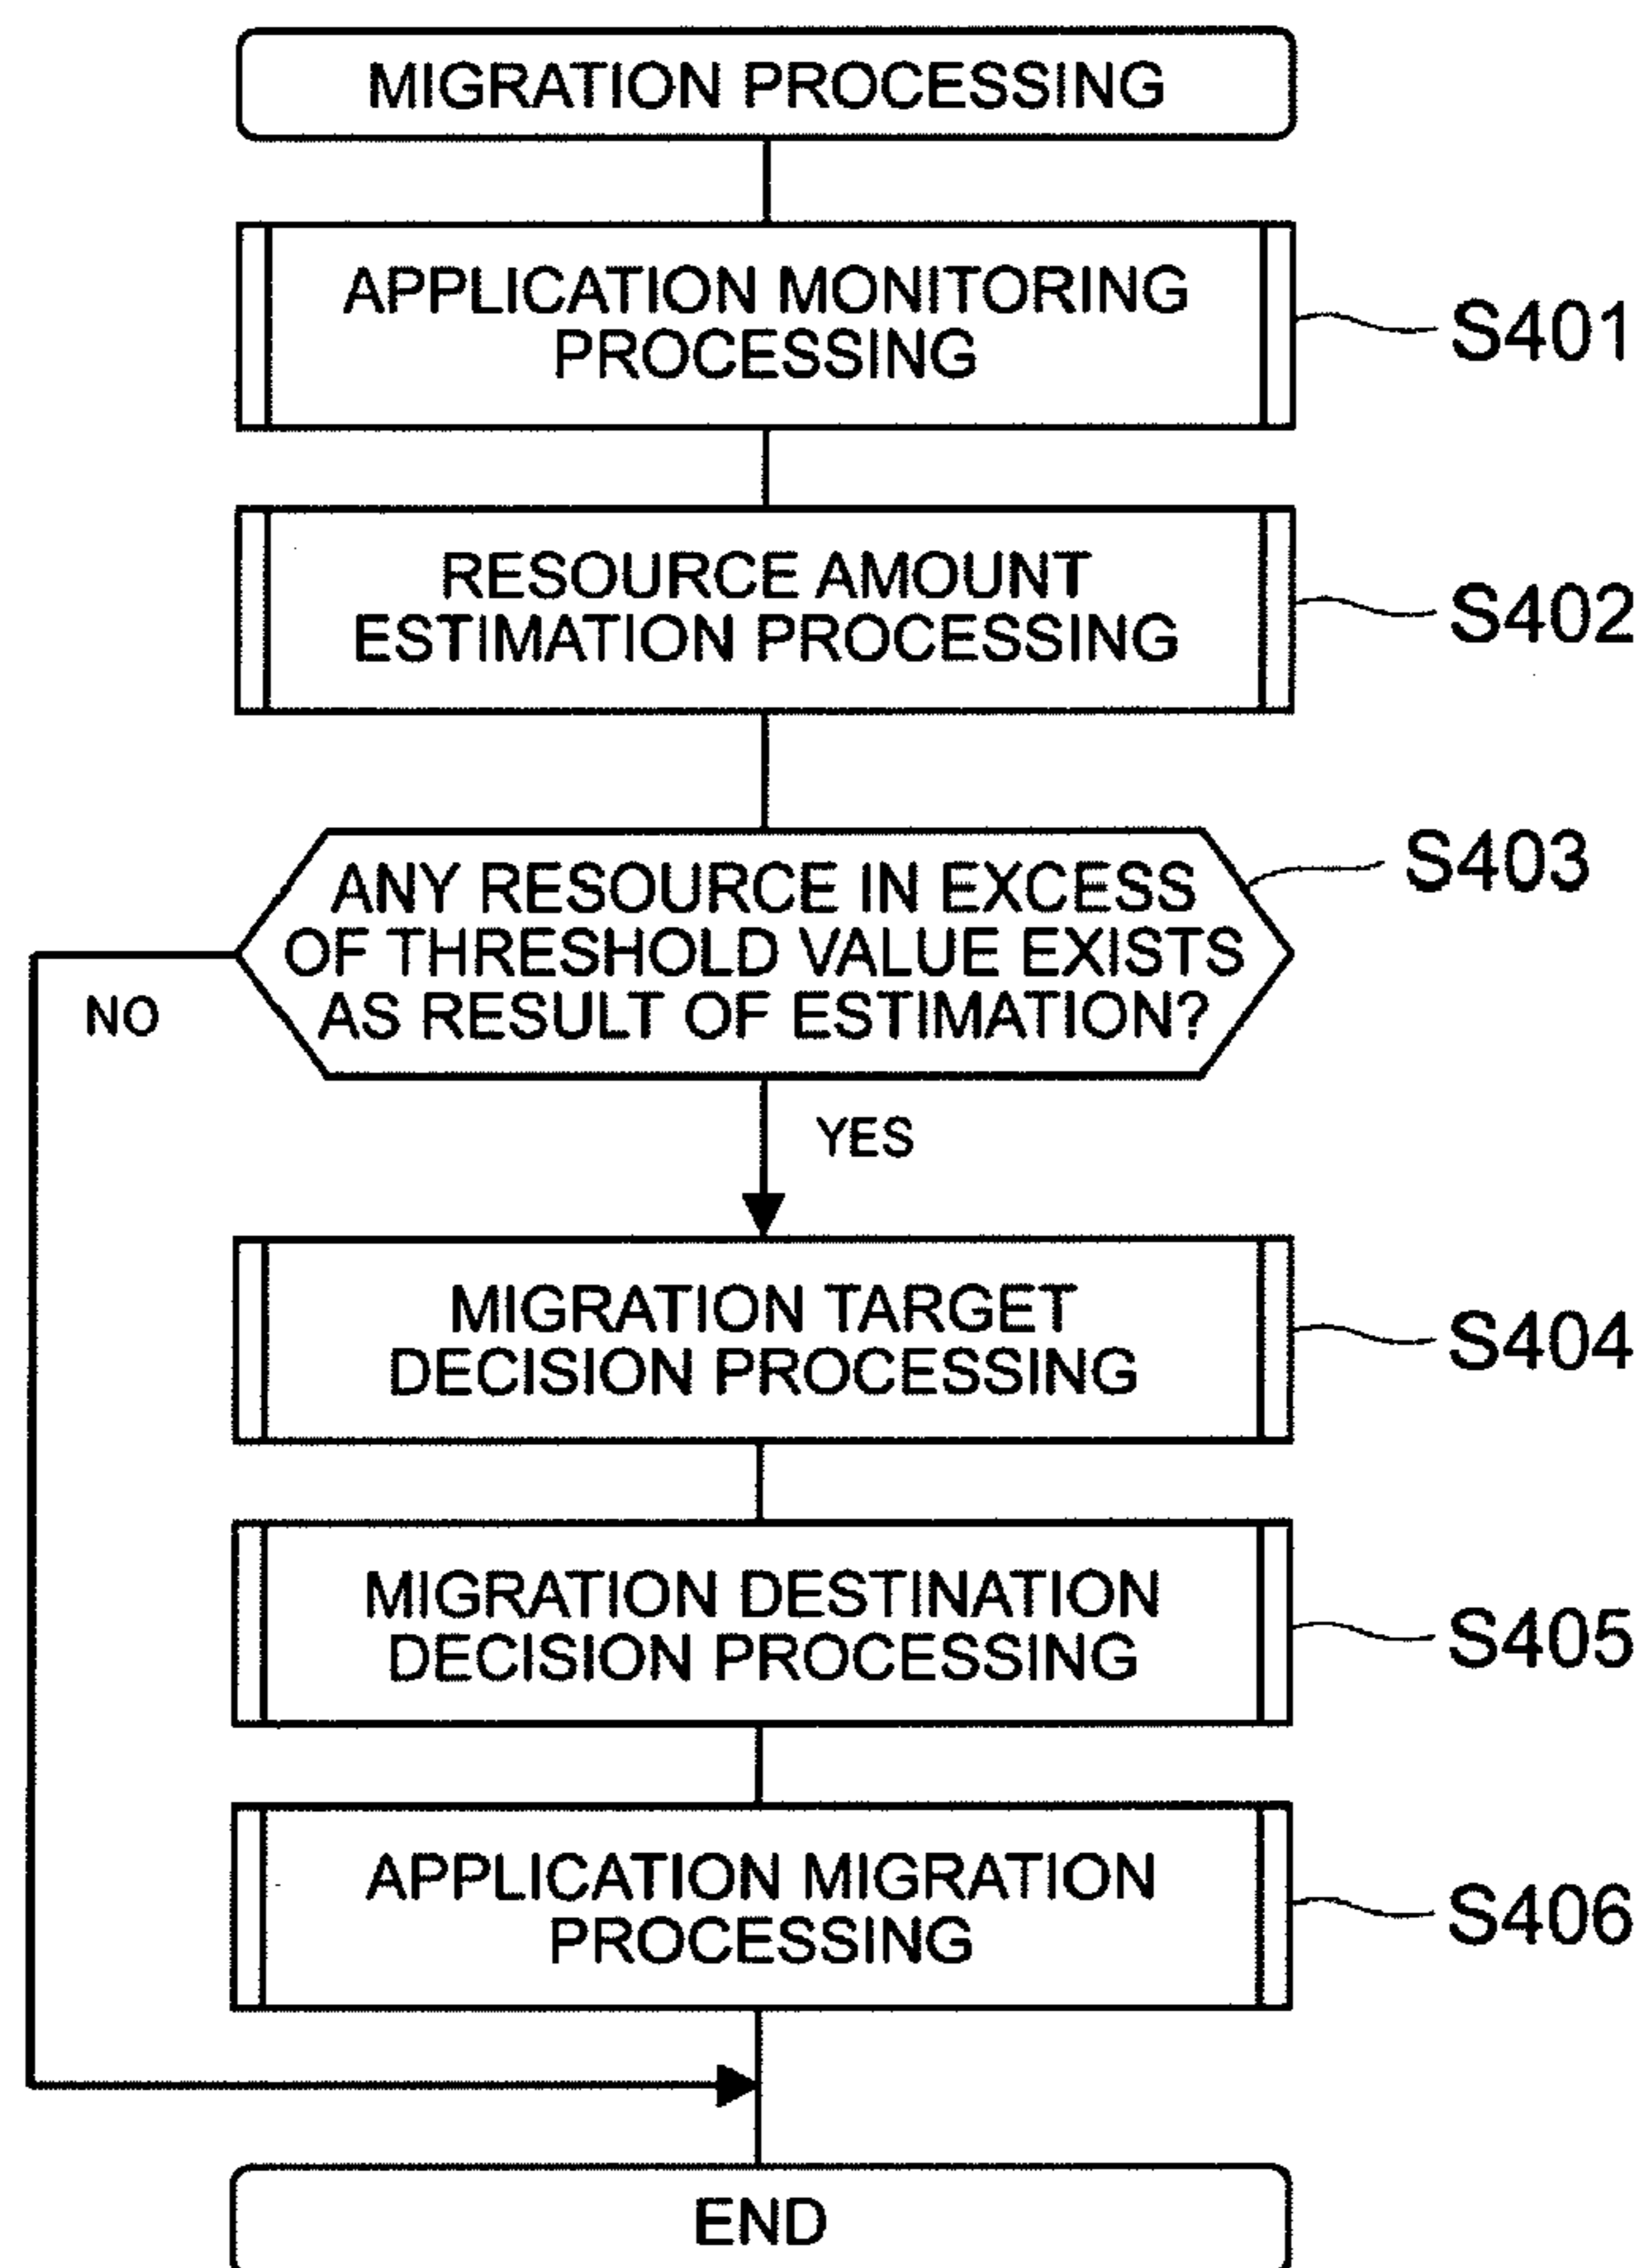 MIGRATION PROCESSING
APPLICATION MONITORING
PROCESSING
S401
RESOURCE AMOUNT
ESTIMATION PROCESSING
S402
ANY RESOURCE IN EXCESS
OF THRESHOLD VALUE EXISTS
AS RESULT OF ESTIMATION?
S403
NO
YES
MIGRATION TARGET
DECISION PROCESSING
S404
MIGRATION DESTINATION
DECISION PROCESSING
S405
APPLICATION MIGRATION
PROCESSING
S406
END